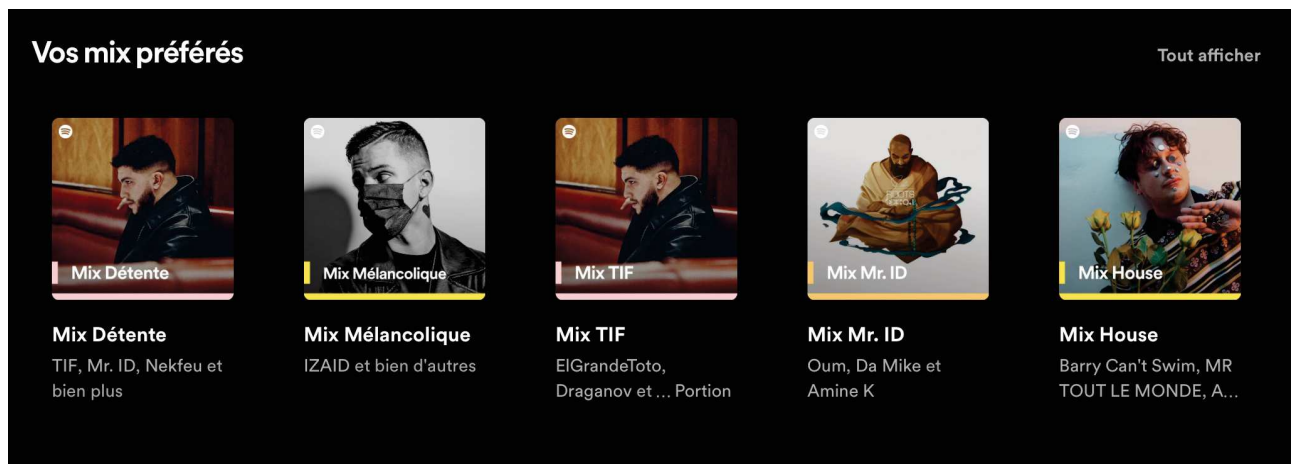 Vos mix préférés
Tout afficher
Mix Détente
Mix Mélancolique
Mix TIF
Mix Mr. ID
Mix House
Mix Détente
Mix Mélancolique
Mix TIF
Mix Mr. ID
Mix House
TIF, Mr. ID, Nekfeu et
bien plus
IZAID et bien d'autres
ElGrandeToto,
Draganov et ... Portion
Oum, Da Mike et
Amine K
Barry Can't Swim, MR
TOUT LE MONDE, A...